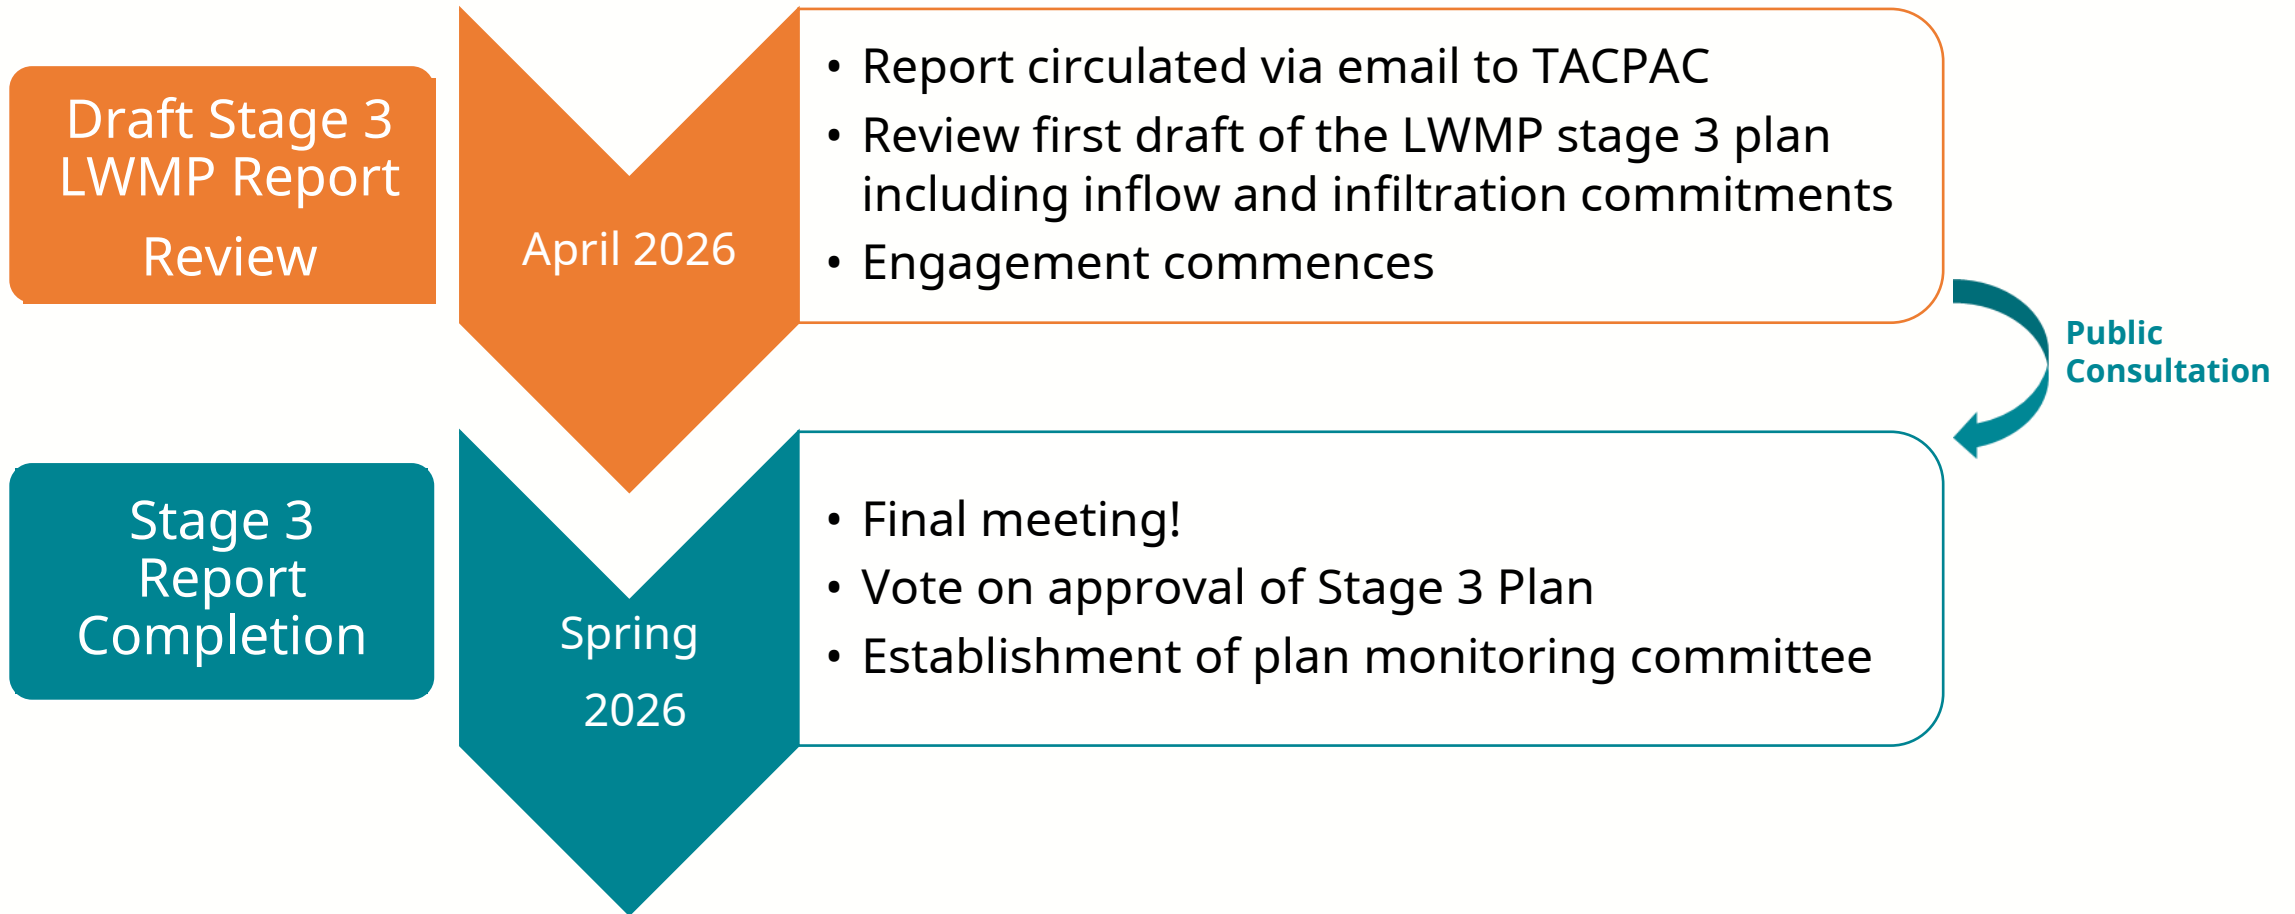 Draft Stage 3
LWMP Report
Review
April 2026
• Report circulated via email to TACPAC
• Review first draft of the LWMP stage 3 plan
including inflow and infiltration commitments
• Engagement commences
Public
Consultation
Stage 3
Report
Completion
Spring
2026
• Final meeting!
• Vote on approval of Stage 3 Plan
• Establishment of plan monitoring committee